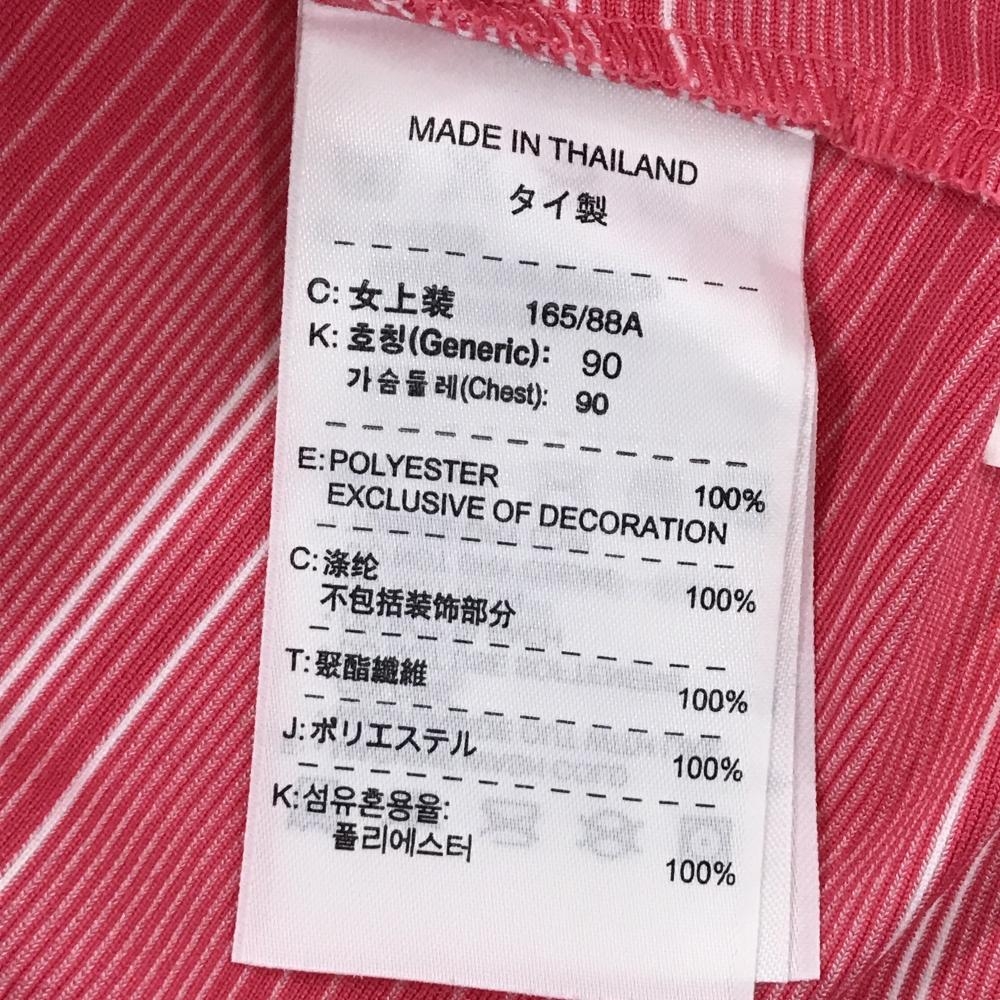 MADE IN THAILAND
タイ製
C: 女上装 165/88A
K: 호칭(Generic): 90
가슴둘레(Chest): 90
E: POLYESTER 100%
EXCLUSIVE OF DECORATION
C: 涤纶 100%
不包括装饰部分
T: 聚酯纖維 100%
J: ポリエステル 100%
K: 섬유혼용율:
폴리에스터 100%